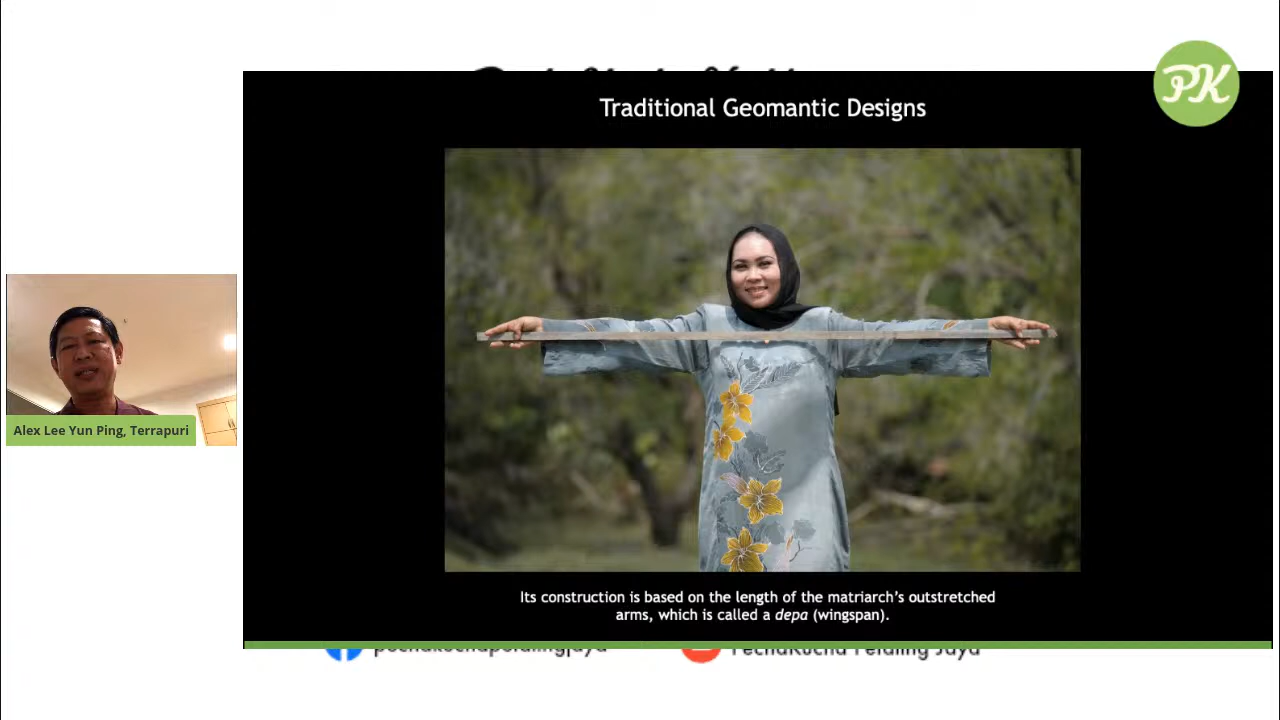 PK
Traditional Geomantic Designs
Alex Lee Yun Ping, Terrapuri
Its construction is based on the length of the matriarch's outstretched
arms, which is called a depa (wingspan).